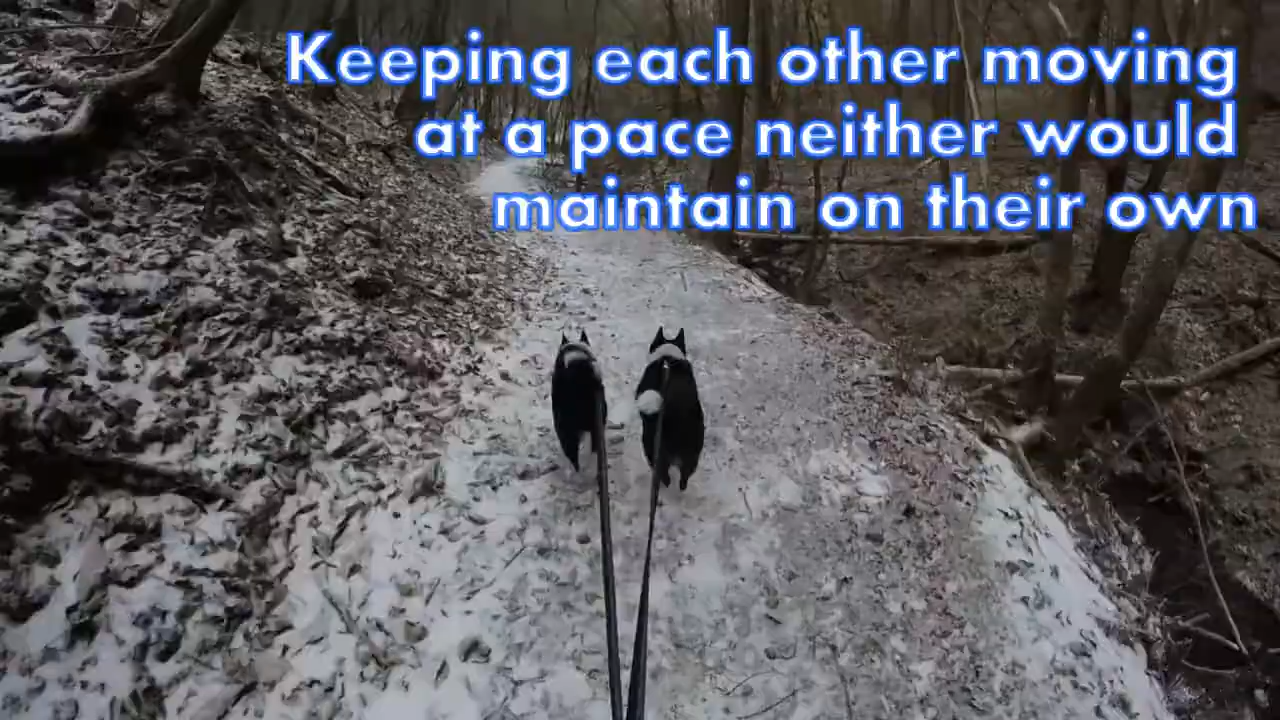 Keeping each other moving
at a pace neither would
maintain on their own